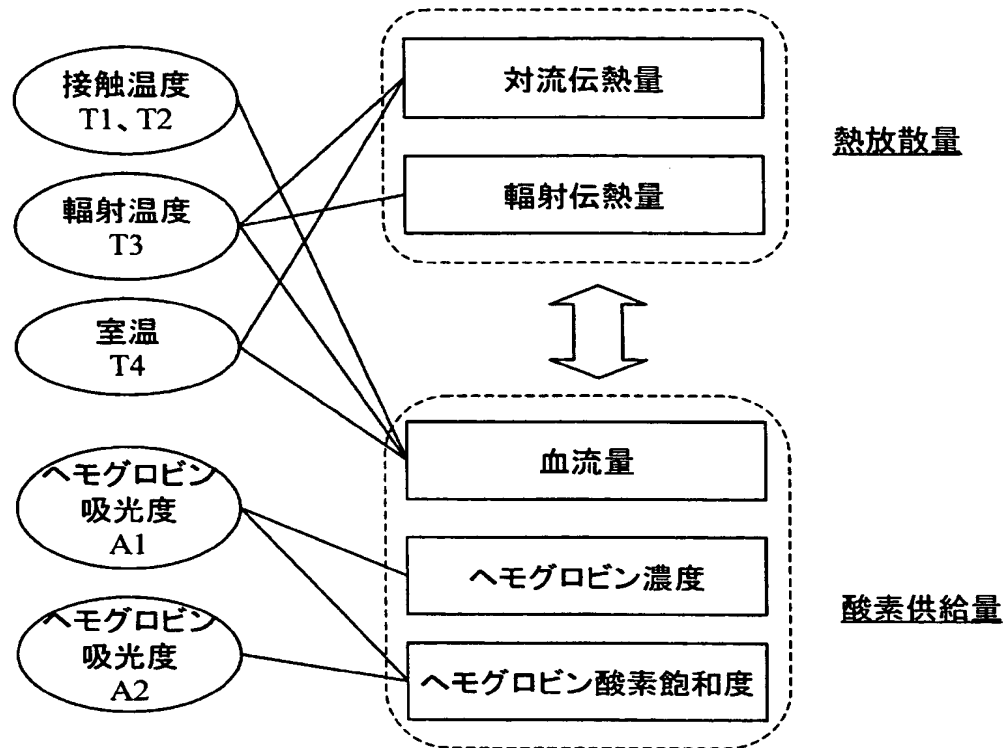 接触温度
T1、T2
輻射温度
T3
室温
T4
ヘモグロビン
吸光度
A1
ヘモグロビン
吸光度
A2
対流伝熱量
輻射伝熱量
熱放散量
血流量
ヘモグロビン濃度
ヘモグロビン酸素飽和度
酸素供給量